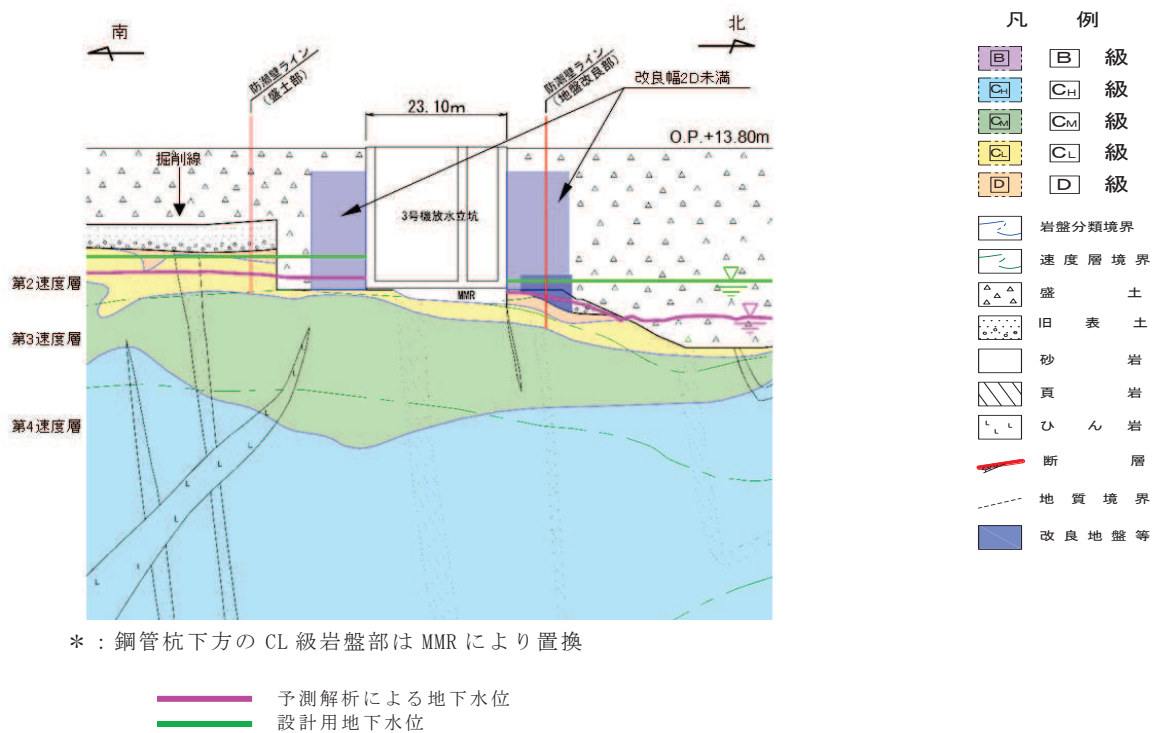 南
北
防潮壁ライン
(盛土部)
防潮壁ライン
(地盤改良部)
改良幅2D未満
23.10m
O.P.+13.80m
掘削線
3号機放水立坑
MMR
第2速度層
第3速度層
第4速度層
L
L
L
L
L
L
＊：鋼管杭下方の CL 級岩盤部は MMR により置換
予測解析による地下水位
設計用地下水位
凡 例
B B 級
CH CH 級
CM CM 級
CL CL 級
D D 級
岩盤分類境界
速度層境界
盛土
旧表土
砂岩
頁岩
L L L ひん岩
断層
地質境界
改良地盤等